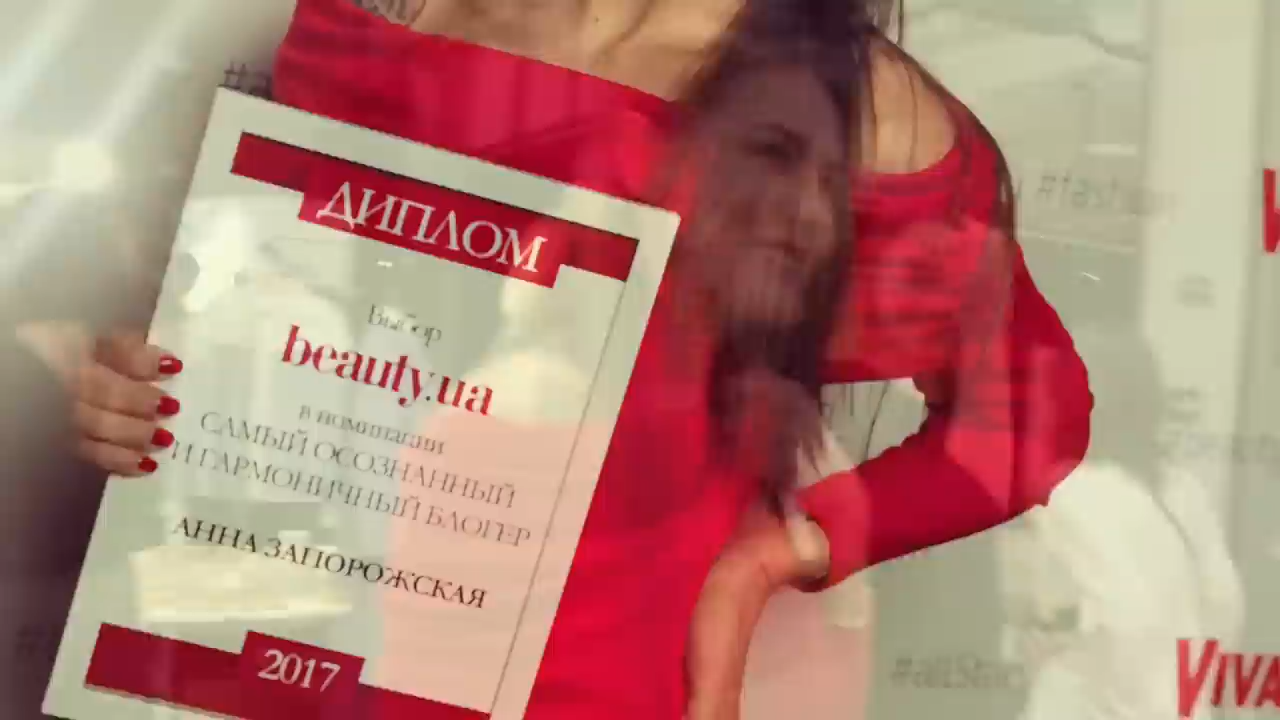 ДИПЛОМ
Выбор
beauty.ua
в номинации
САМЫЙ ОСОЗНАННЫЙ
И ГАРМОНИЧНЫЙ БЛОГЕР
АННА ЗАПОРОЖСКАЯ
2017
VIVA